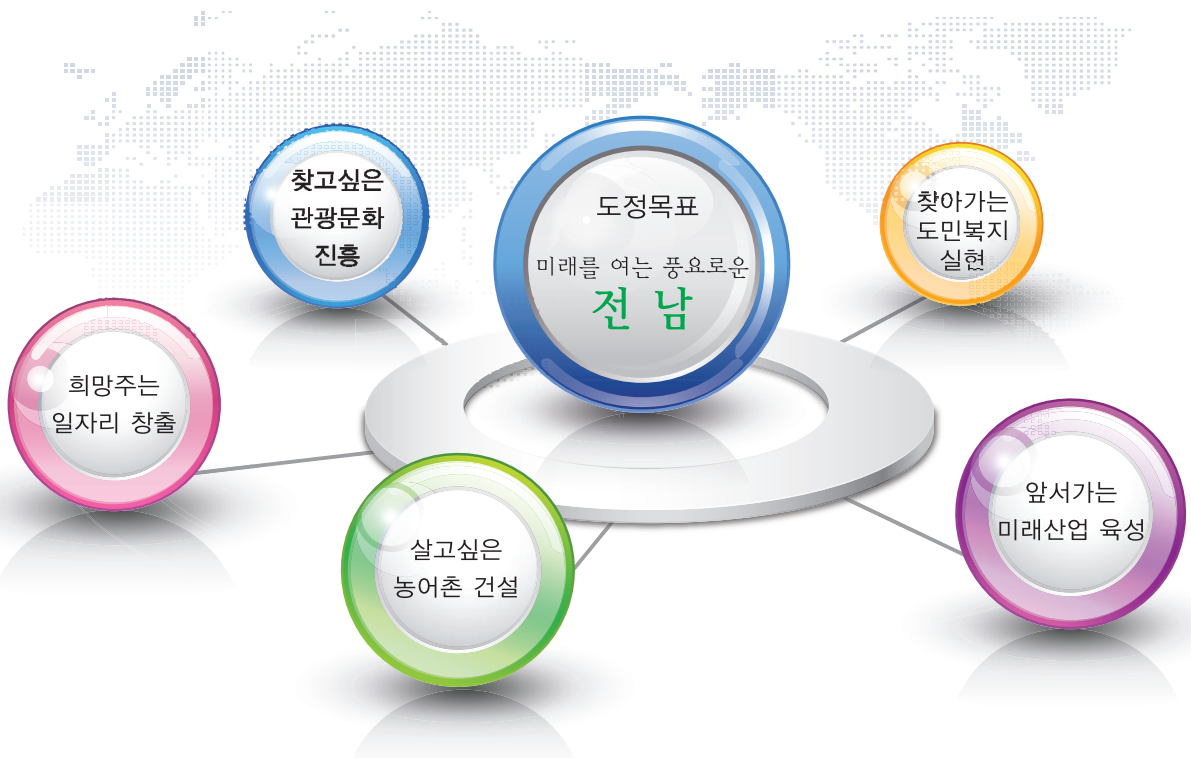 찾고싶은
관광문화
진흥
도정목표
미래를 여는 풍요로운
전 남
찾아가는
도민복지
실현
희망주는
일자리 창출
살고싶은
농어촌 건설
앞서가는
미래산업 육성